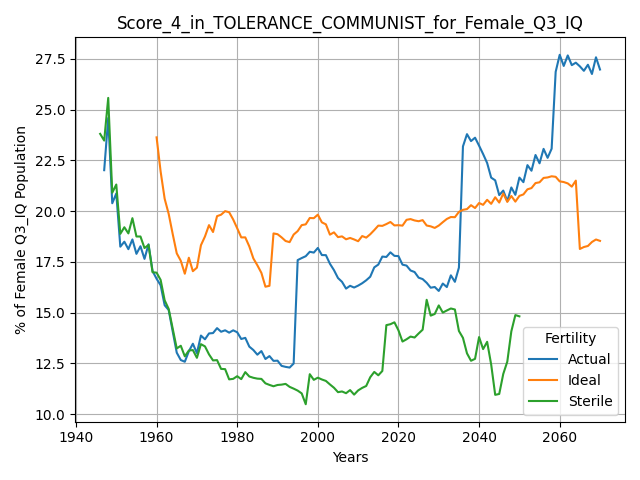 Score_4_in_TOLERANCE_COMMUNIST_for_Female_Q3_IQ
% of Female Q3_IQ Population
27.5
25.0
22.5
20.0
17.5
15.0
12.5
10.0
1940 1960 1980 2000 2020 2040 2060
Years
Fertility
Actual
Ideal
Sterile